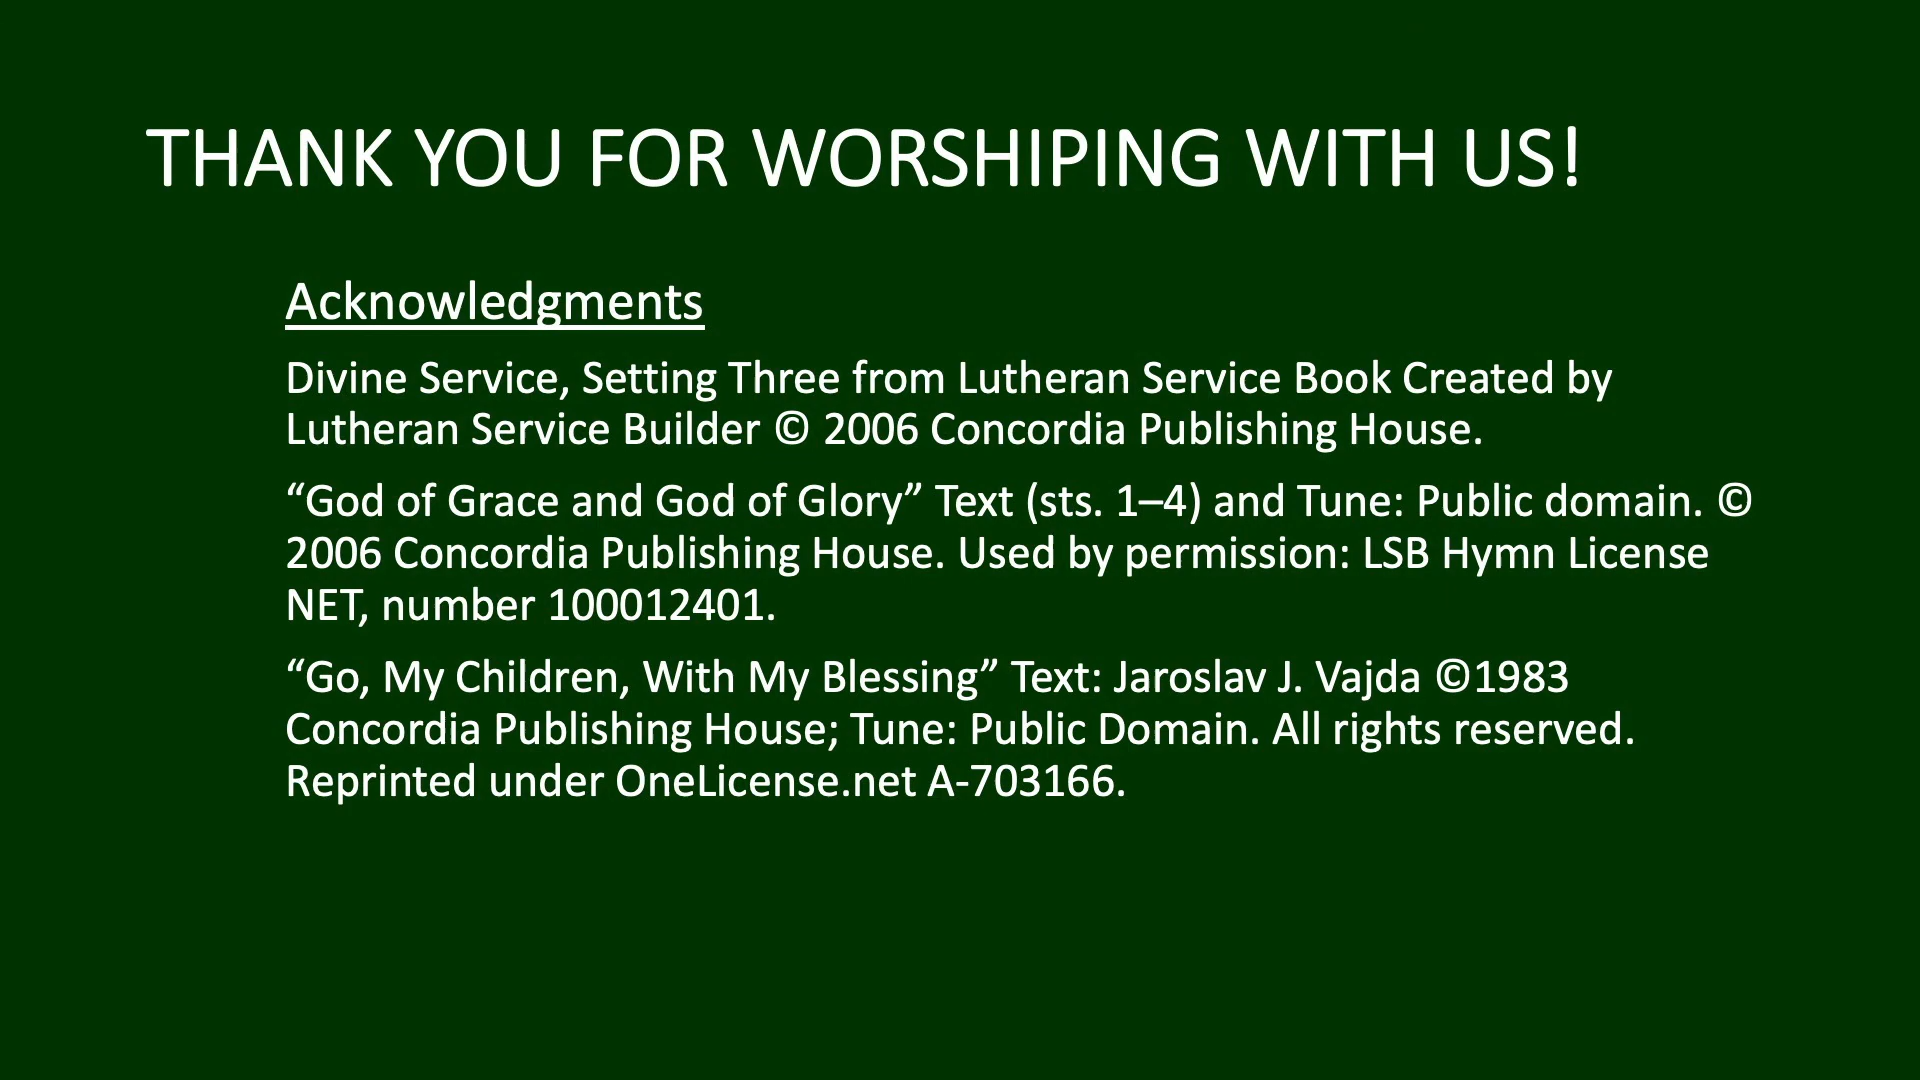 THANK YOU FOR WORSHIPING WITH US!
Acknowledgments
Divine Service, Setting Three from Lutheran Service Book Created by
Lutheran Service Builder © 2006 Concordia Publishing House.
“God of Grace and God of Glory” Text (sts. 1–4) and Tune: Public domain. ©
2006 Concordia Publishing House. Used by permission: LSB Hymn License
NET, number 100012401.
“Go, My Children, With My Blessing” Text: Jaroslav J. Vajda ©1983
Concordia Publishing House; Tune: Public Domain. All rights reserved.
Reprinted under OneLicense.net A-703166.